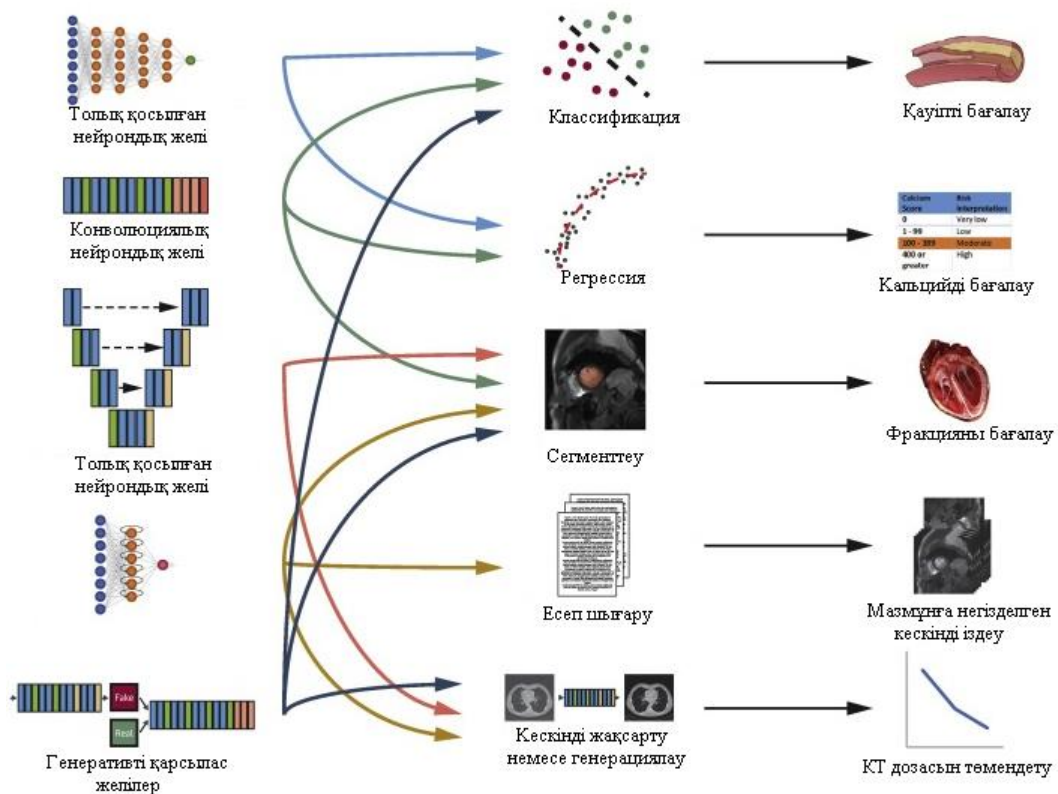 Толық қосылған
нейрондық желі
Конволюциялық
нейрондық желі
Толық қосылған
нейрондық желі
Fake
Real
Генеративті қарсылас
желілер
Классификация
Регрессия
Сегменттеу
Есеп шығару
Кескінді жақсарту
немесе генерациялау
Қауіпті бағалау
Calcium Risk
Score Interpretation
0 Very low
1 - 99 Low
100 - 399 Moderate
400 or High
greater
Кальцийді бағалау
Фракцияны бағалау
Мазмұнға негізделген
кескінді іздеу
КТ дозасын төмендету